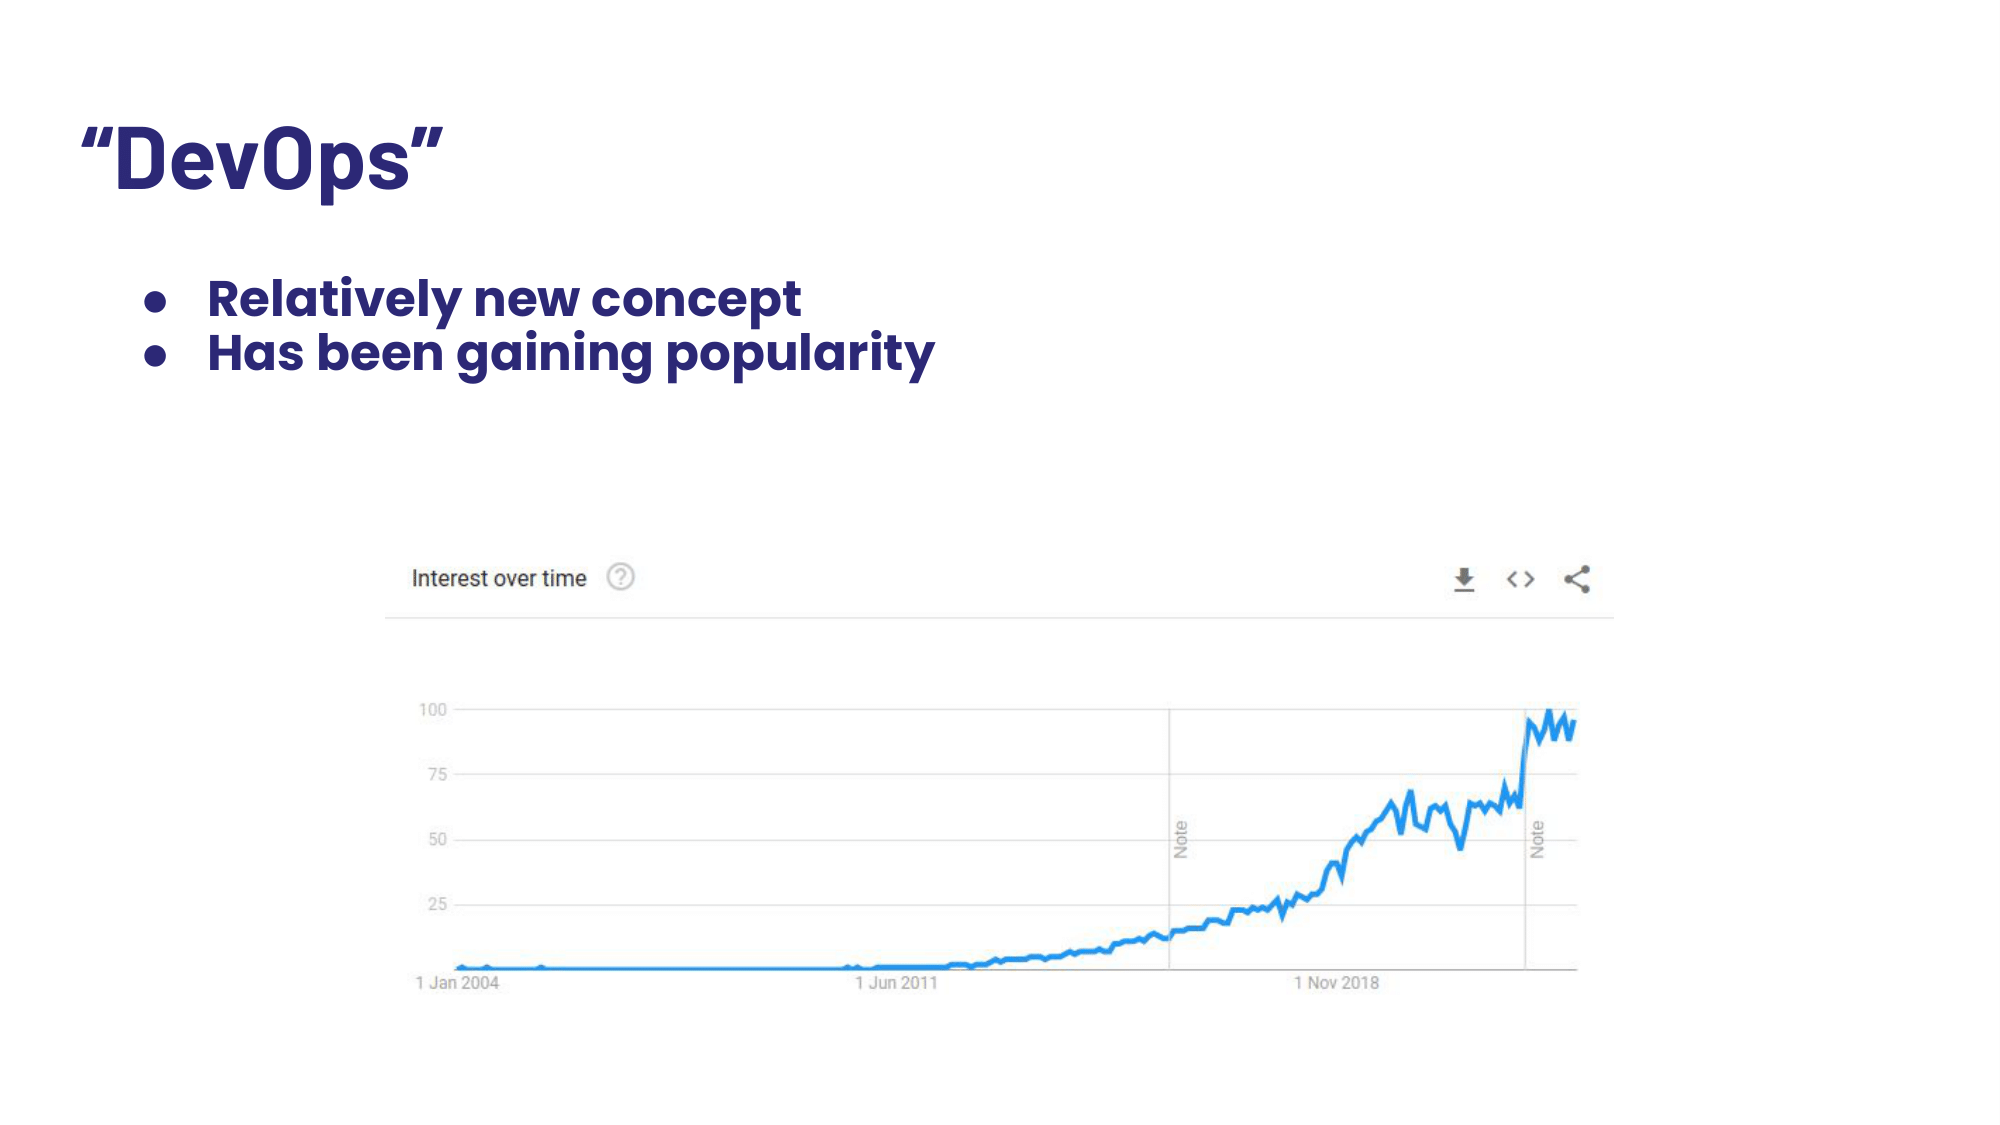 “DevOps”
● Relatively new concept
● Has been gaining popularity
Interest over time ?
100
75
50
25
Note
Note
1 Jan 2004
1 Jun 2011
1 Nov 2018